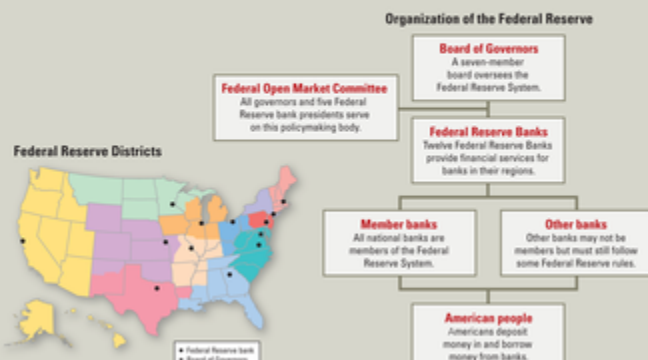 Organization of the Federal Reserve
Board of Governors
A seven-member
board oversees the
Federal Reserve System.
Federal Open Market Committee
All governors and five Federal
Reserve bank presidents serve
on this policymaking body.
Federal Reserve Banks
Twelve Federal Reserve Banks
provide financial services for
banks in their regions.
Federal Reserve Districts
Member banks
All national banks are
members of the Federal
Reserve System.
Other banks
Other banks may not be
members but must still follow
some Federal Reserve rules.
American people
Americans deposit
money in and borrow
money from banks.
Federal Reserve bank
Board of Governors